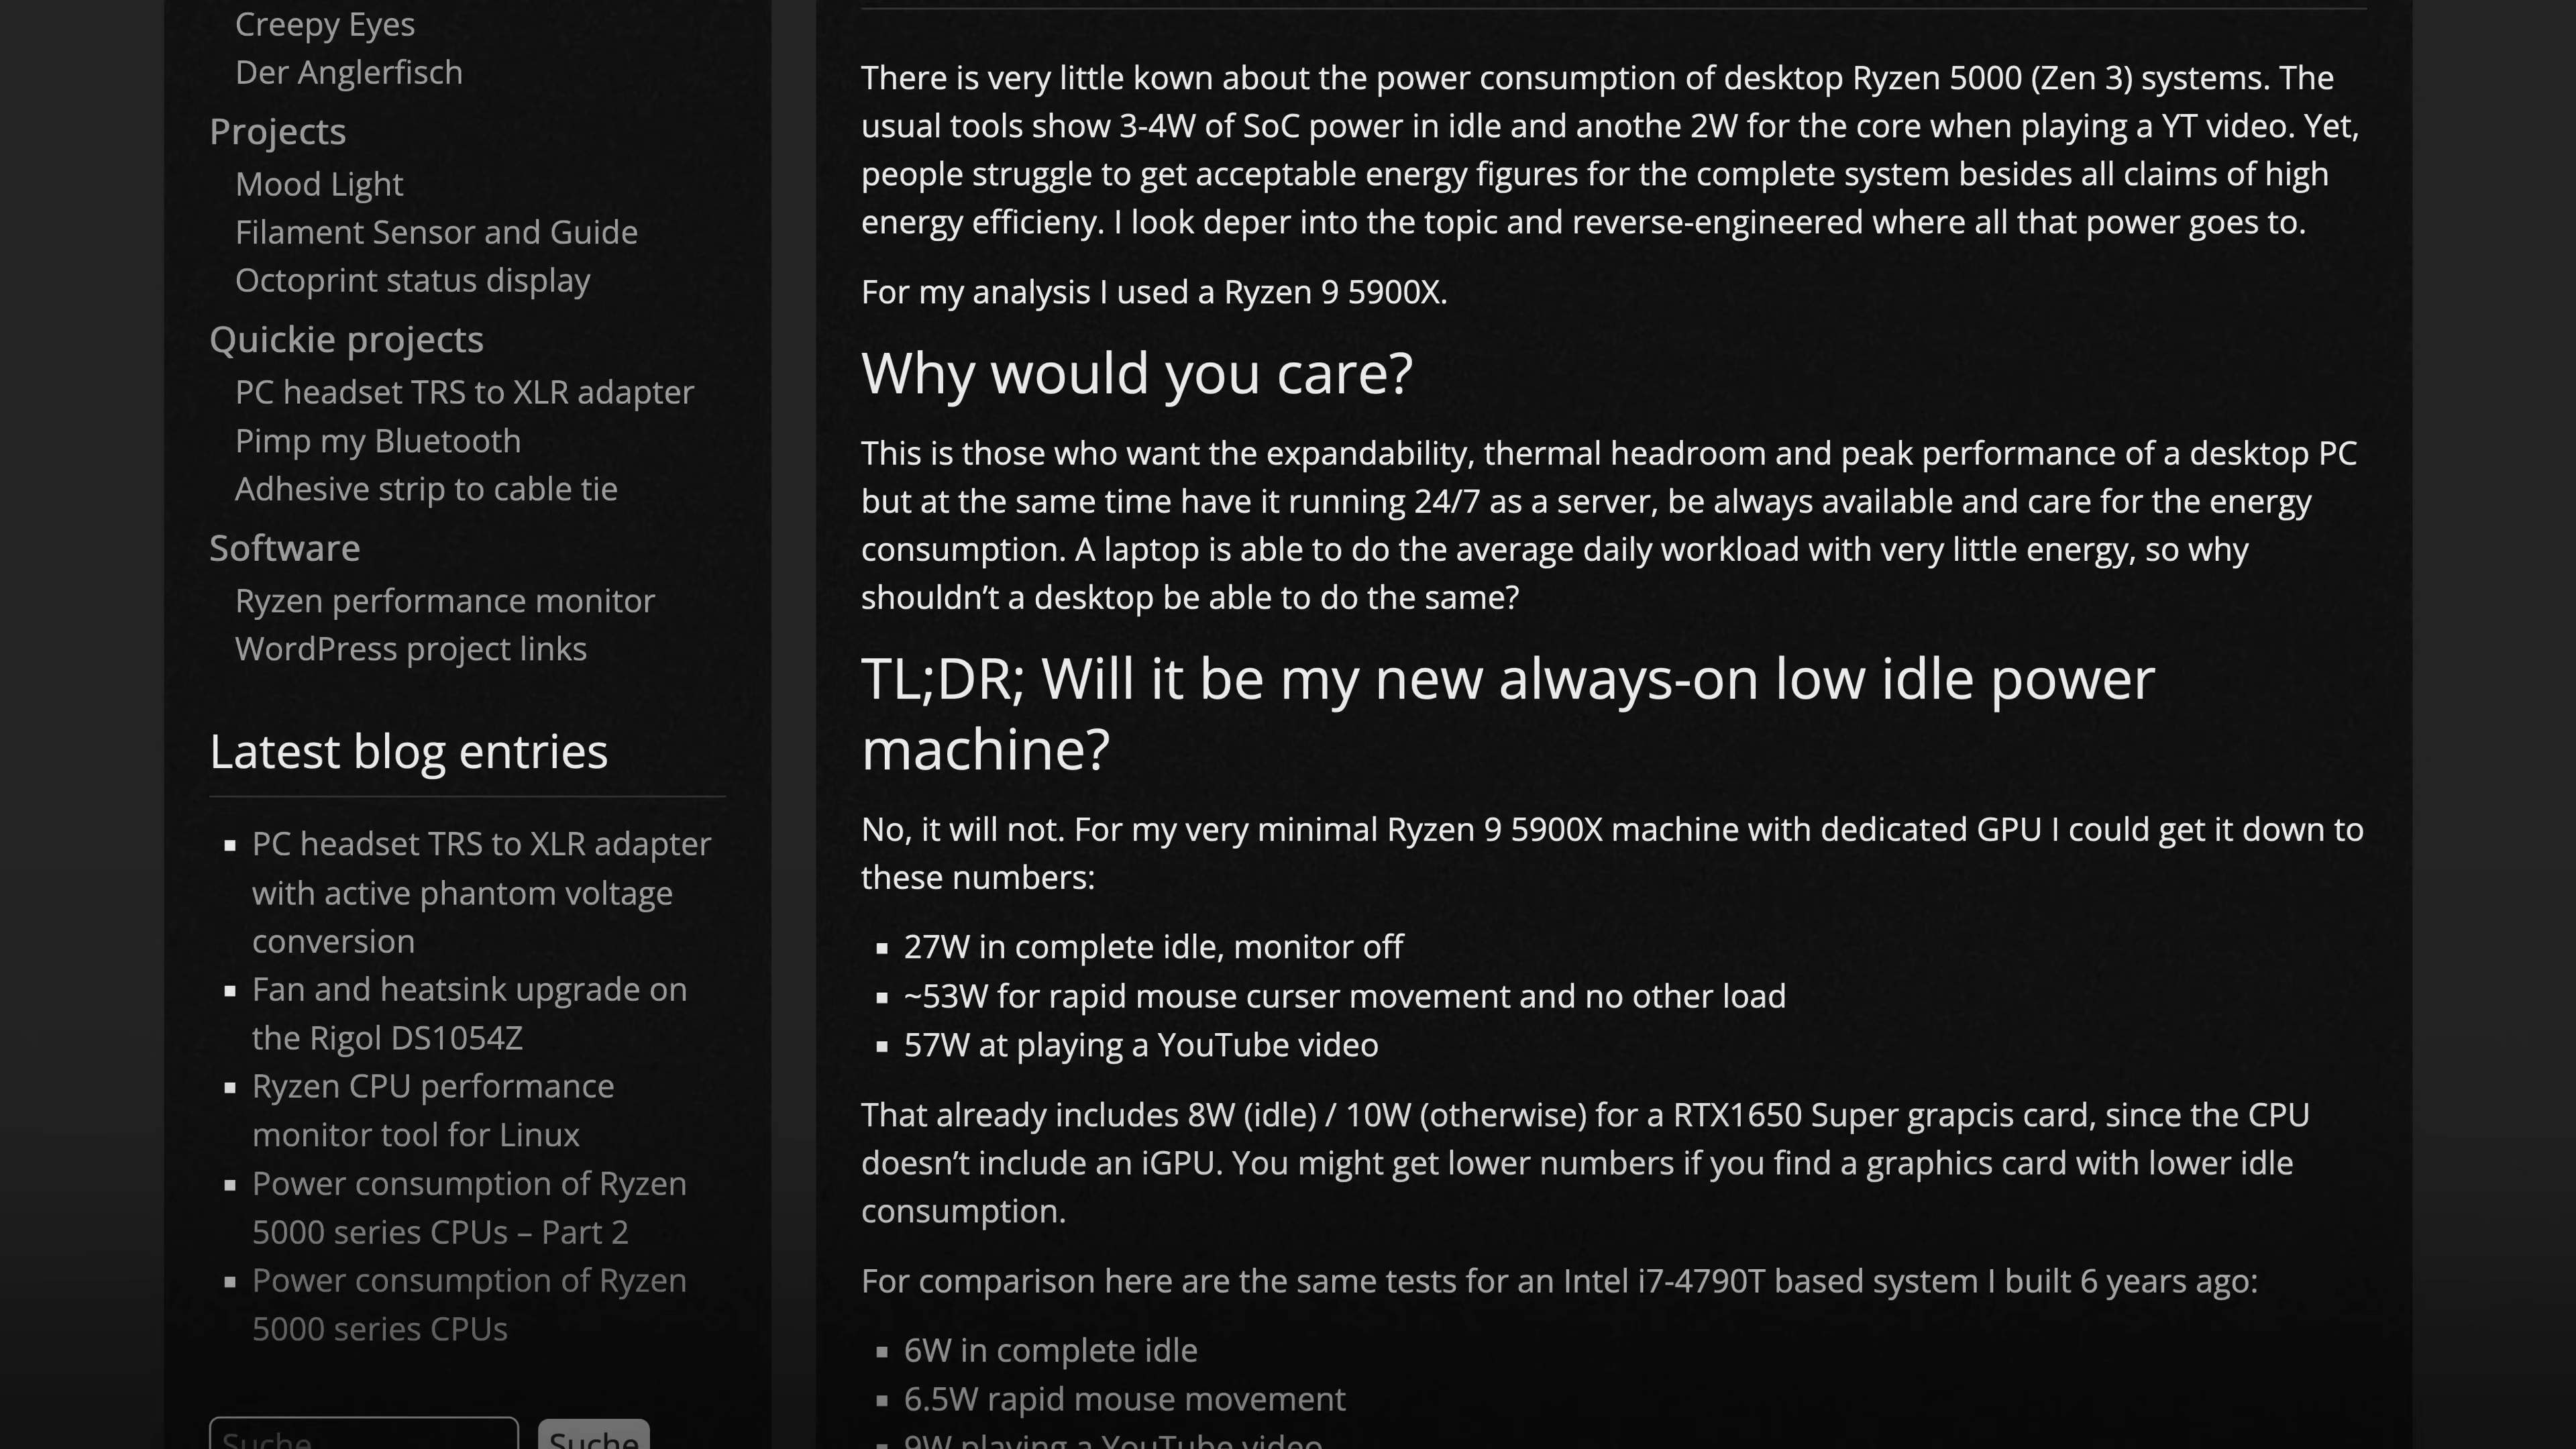 Creepy Eyes
Der Anglerfisch
Projects
Mood Light
Filament Sensor and Guide
Octoprint status display
Quickie projects
PC headset TRS to XLR adapter
Pimp my Bluetooth
Adhesive strip to cable tie
Software
Ryzen performance monitor
WordPress project links
Latest blog entries
PC headset TRS to XLR adapter
with active phantom voltage
conversion
Fan and heatsink upgrade on
the Rigol DS1054Z
Ryzen CPU performance
monitor tool for Linux
Power consumption of Ryzen
5000 series CPUs – Part 2
Power consumption of Ryzen
5000 series CPUs
Suche
Suche
There is very little kown about the power consumption of desktop Ryzen 5000 (Zen 3) systems. The
usual tools show 3-4W of SoC power in idle and anothe 2W for the core when playing a YT video. Yet,
people struggle to get acceptable energy figures for the complete system besides all claims of high
energy efficieny. I look deper into the topic and reverse-engineered where all that power goes to.
For my analysis I used a Ryzen 9 5900X.
Why would you care?
This is those who want the expandability, thermal headroom and peak performance of a desktop PC
but at the same time have it running 24/7 as a server, be always available and care for the energy
consumption. A laptop is able to do the average daily workload with very little energy, so why
shouldn’t a desktop be able to do the same?
TL;DR; Will it be my new always-on low idle power
machine?
No, it will not. For my very minimal Ryzen 9 5900X machine with dedicated GPU I could get it down to
these numbers:
27W in complete idle, monitor off
~53W for rapid mouse curser movement and no other load
57W at playing a YouTube video
That already includes 8W (idle) / 10W (otherwise) for a RTX1650 Super grapcis card, since the CPU
doesn’t include an iGPU. You might get lower numbers if you find a graphics card with lower idle
consumption.
For comparison here are the same tests for an Intel i7-4790T based system I built 6 years ago:
6W in complete idle
6.5W rapid mouse movement
9W playing a YouTube video